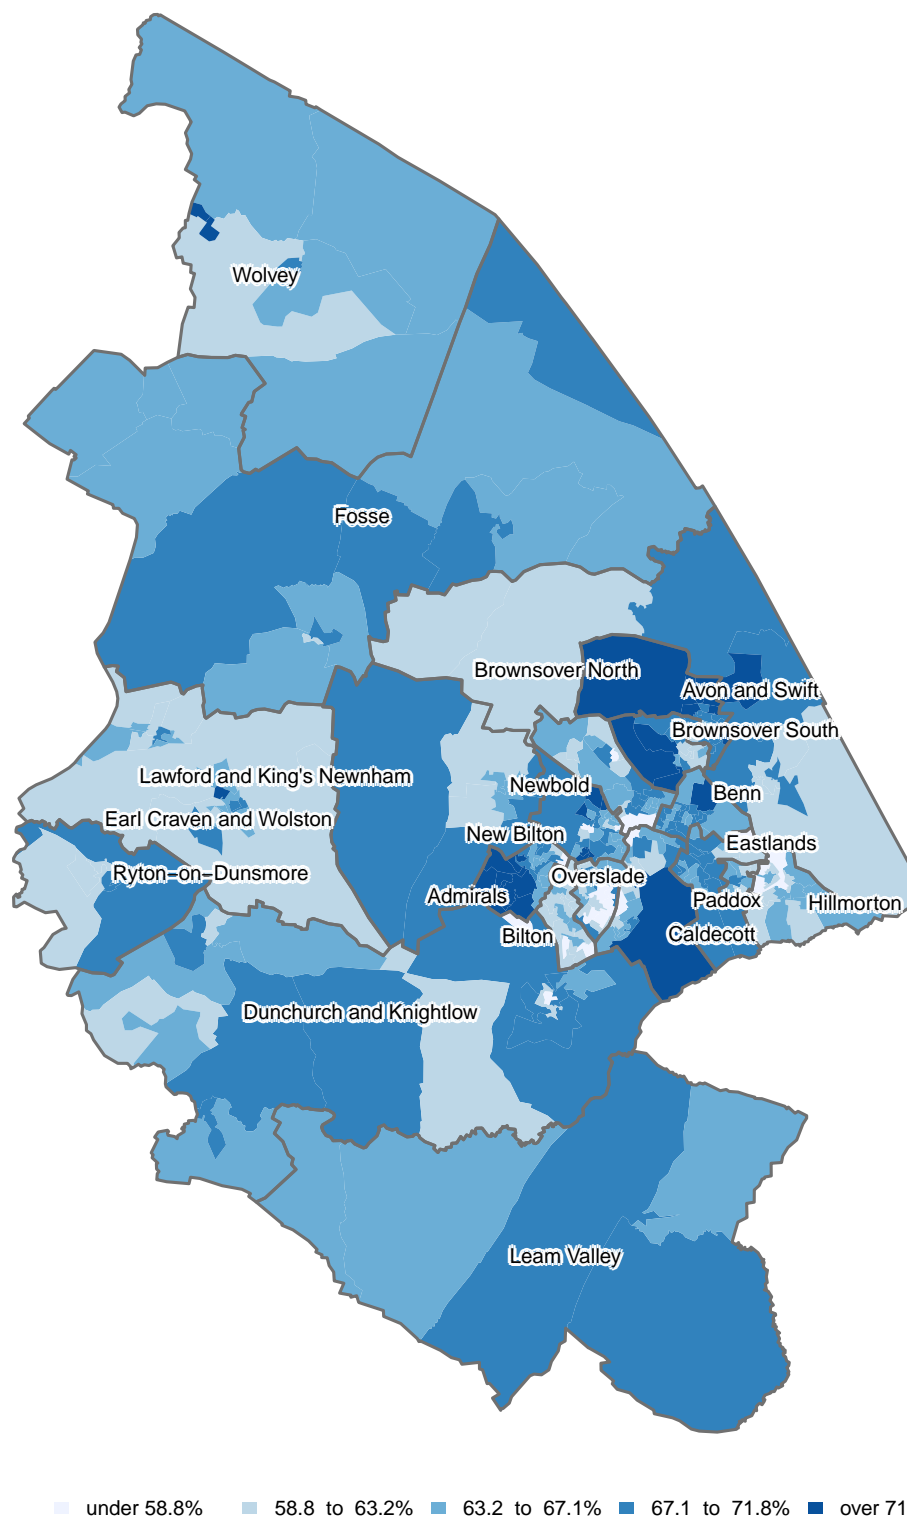 Wolvey
Fosse
Brownsover North
Avon and Swift
Brownsover South
Lawford and King's Newnham
Newbold
Benn
Earl Craven and Wolston
New Bilton
Eastlands
Ryton−on−Dunsmore
Overslade
Admirals
Paddox
Hillmorton
Bilton
Caldecott
Dunchurch and Knightlow
Leam Valley
under 58.8% 58.8 to 63.2% 63.2 to 67.1% 67.1 to 71.8% over 71